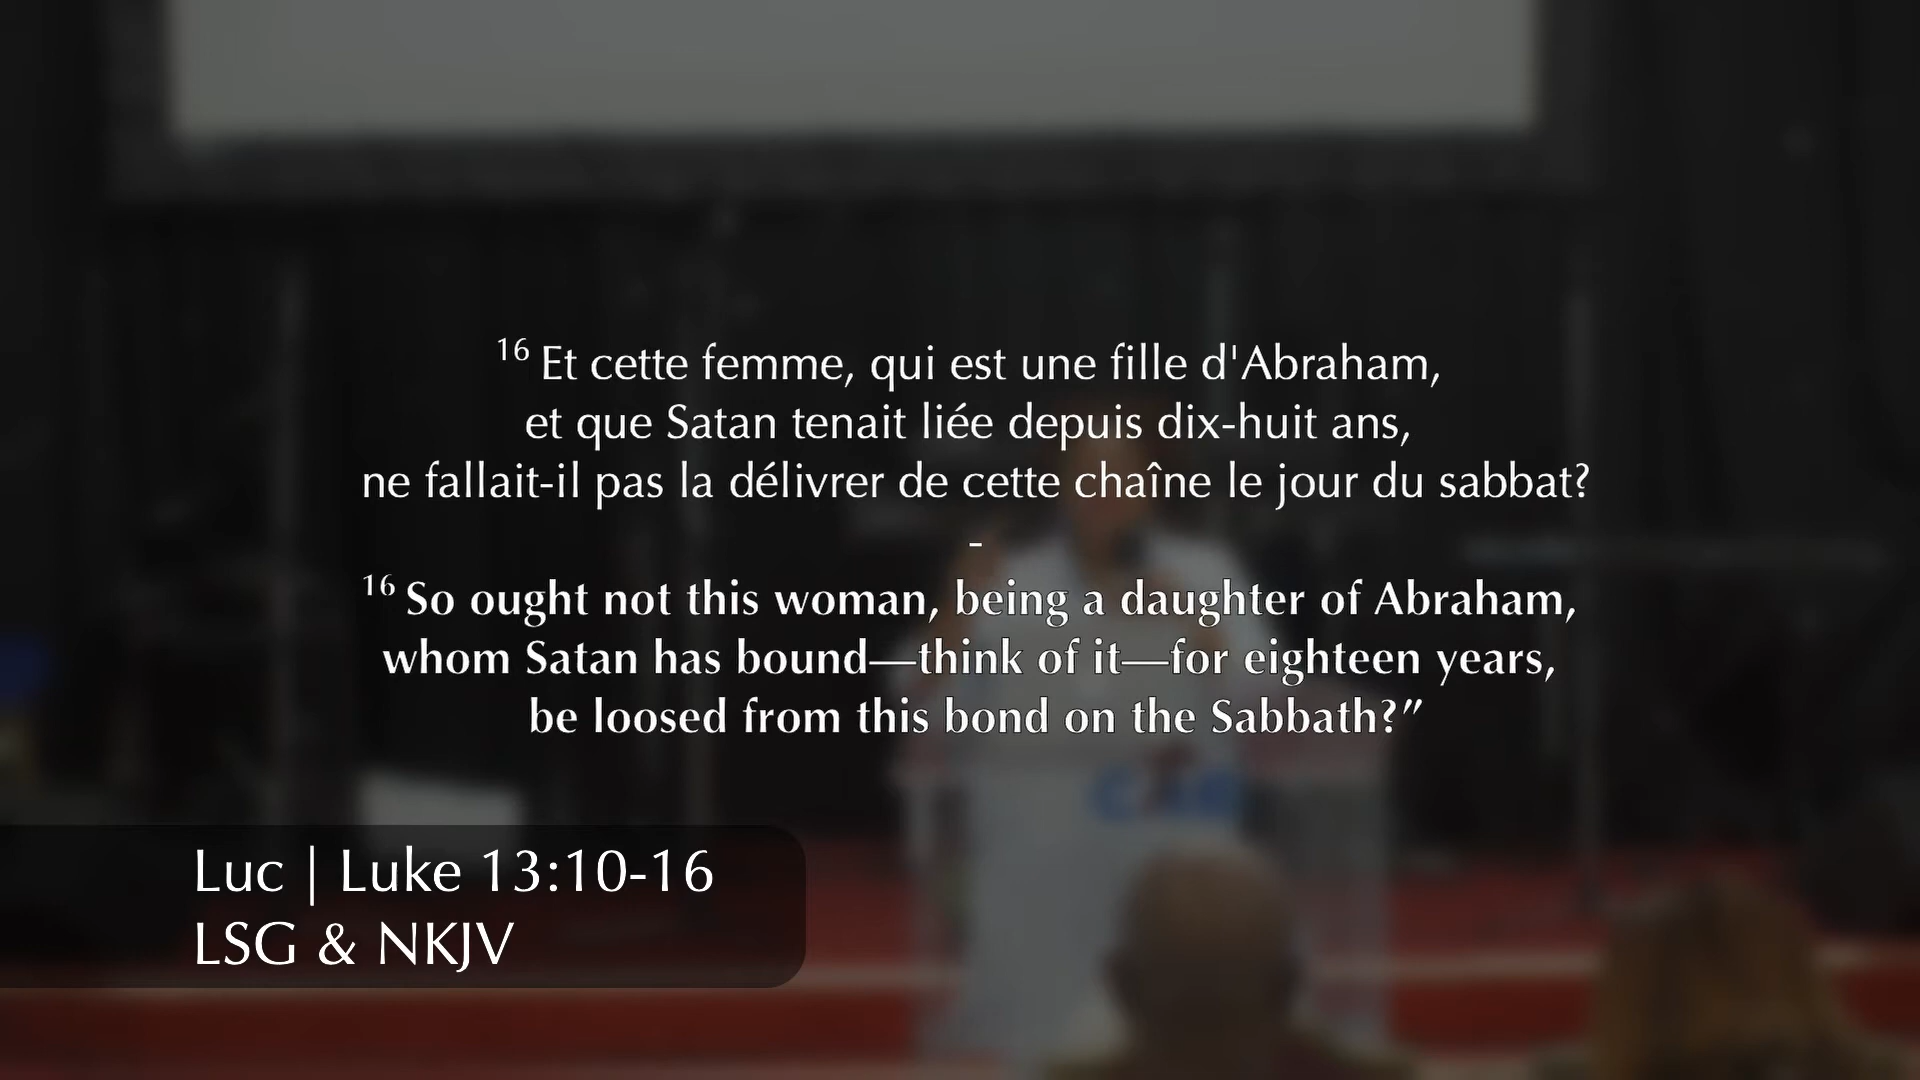 16 Et cette femme, qui est une fille d'Abraham,
et que Satan tenait liée depuis dix-huit ans,
ne fallait-il pas la délivrer de cette chaîne le jour du sabbat?
-
16 So ought not this woman, being a daughter of Abraham,
whom Satan has bound—think of it—for eighteen years,
be loosed from this bond on the Sabbath?”
Luc | Luke 13:10-16
LSG & NKJV